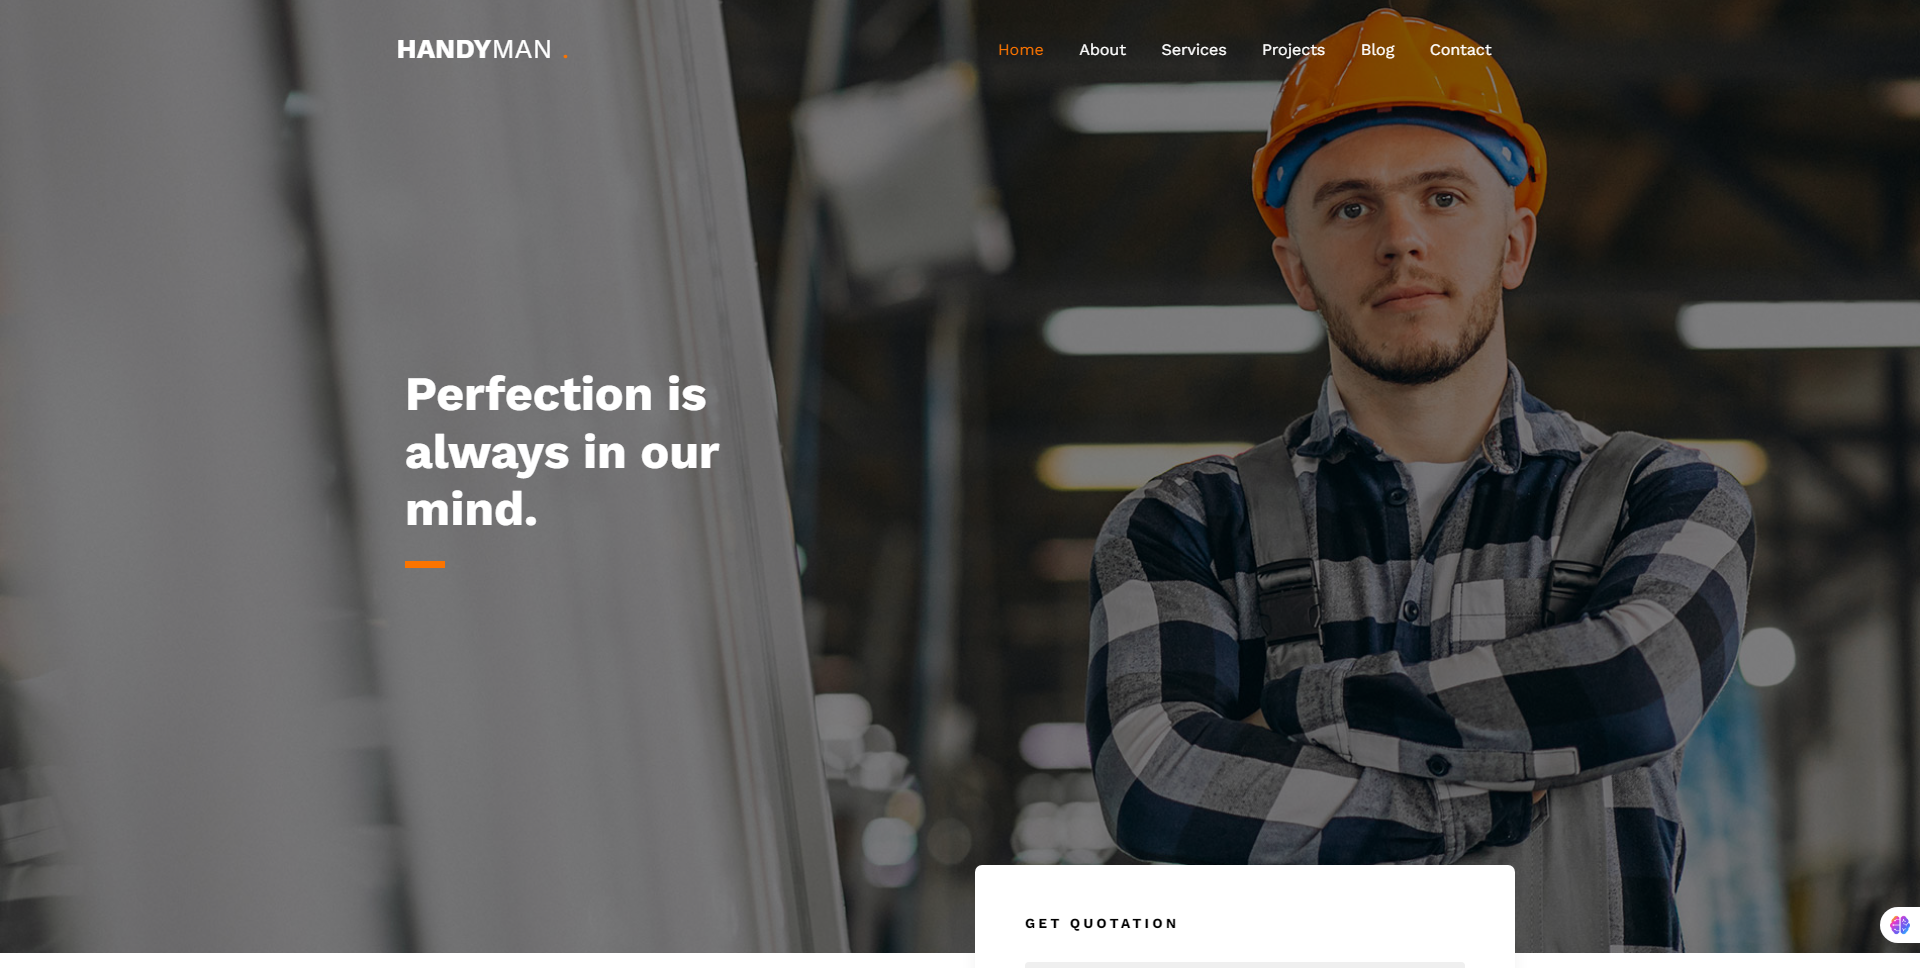 HANDYMAN .
Home About Services Projects Blog Contact
Perfection is
always in our
mind.
GET QUOTATION